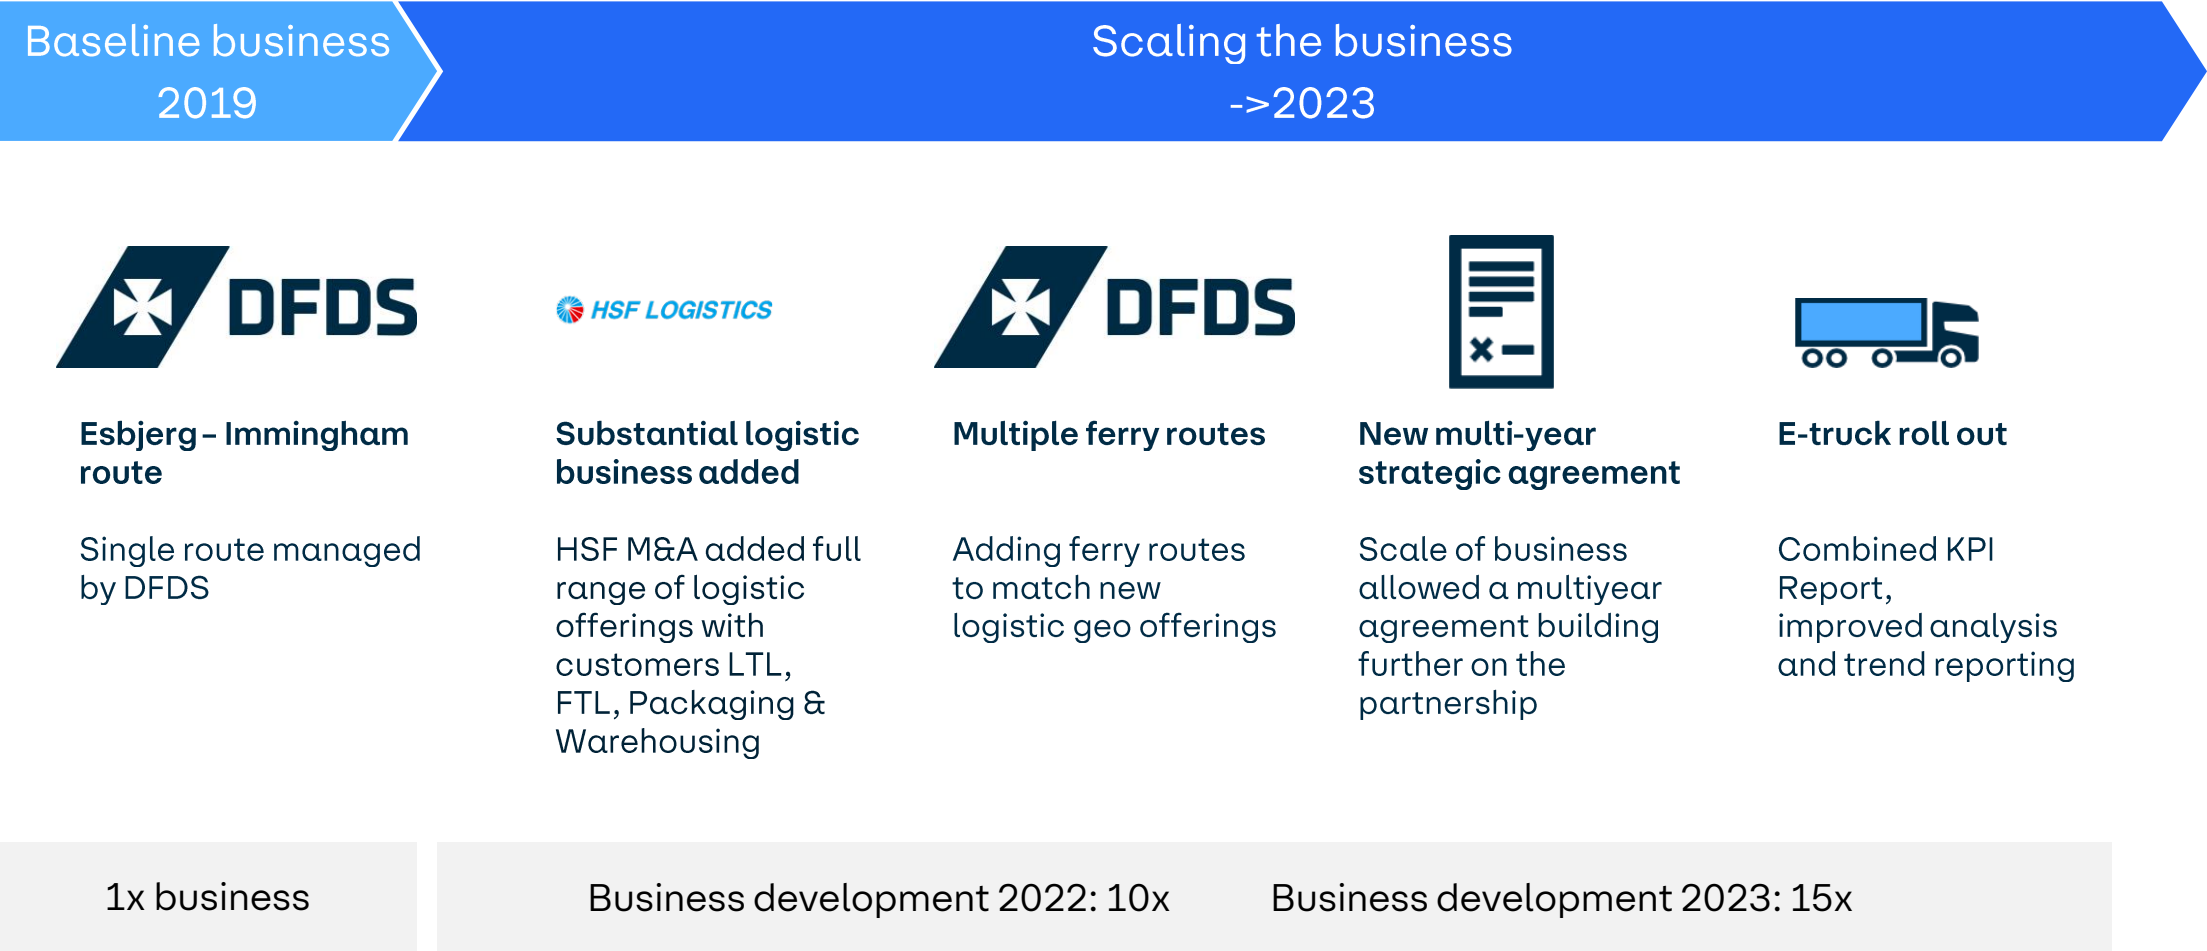 Baseline business
2019
Scaling the business
->2023
DFDS
Esbjerg – Immingham
route
Single route managed
by DFDS
HSF LOGISTICS
Substantial logistic
business added
HSF M&A added full
range of logistic
offerings with
customers LTL,
FTL, Packaging &
Warehousing
DFDS
Multiple ferry routes
Adding ferry routes
to match new
logistic geo offerings
New multi-year
strategic agreement
Scale of business
allowed a multiyear
agreement building
further on the
partnership
E-truck roll out
Combined KPI
Report,
improved analysis
and trend reporting
1x business
Business development 2022: 10x
Business development 2023: 15x